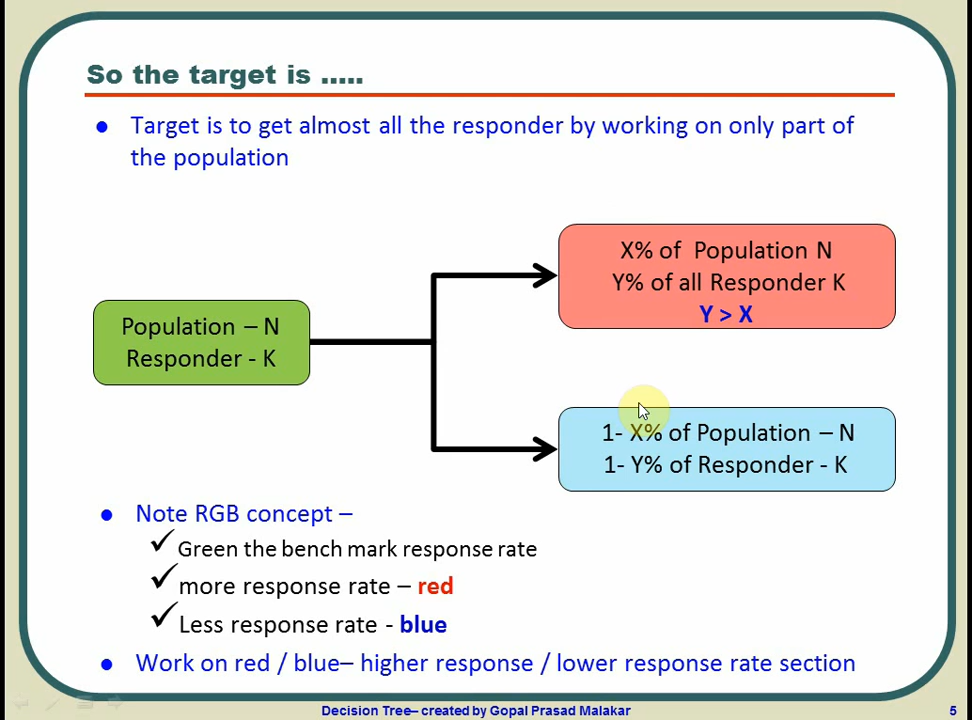 So the target is .....
Target is to get almost all the responder by working on only part of
the population
X% of Population N
Y% of all Responder K
Y > X
Population – N
Responder - K
1- X% of Population – N
1- Y% of Responder - K
Note RGB concept –
Green the bench mark response rate
more response rate – red
Less response rate - blue
Work on red / blue– higher response / lower response rate section
Decision Tree– created by Gopal Prasad Malakar
5